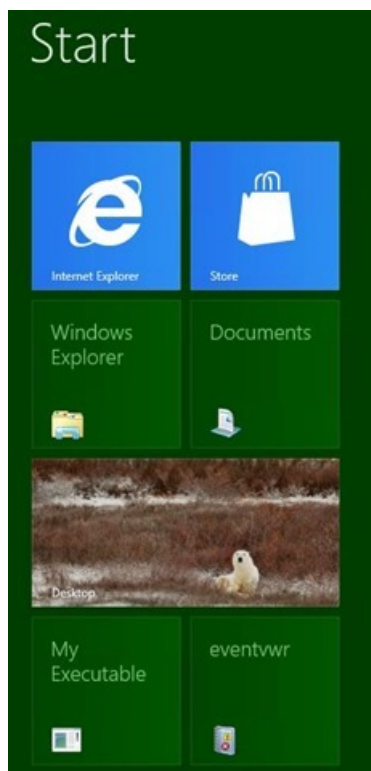 Start
Internet Explorer
Store
Windows
Explorer
Documents
Desktop
My
Executable
eventvwr